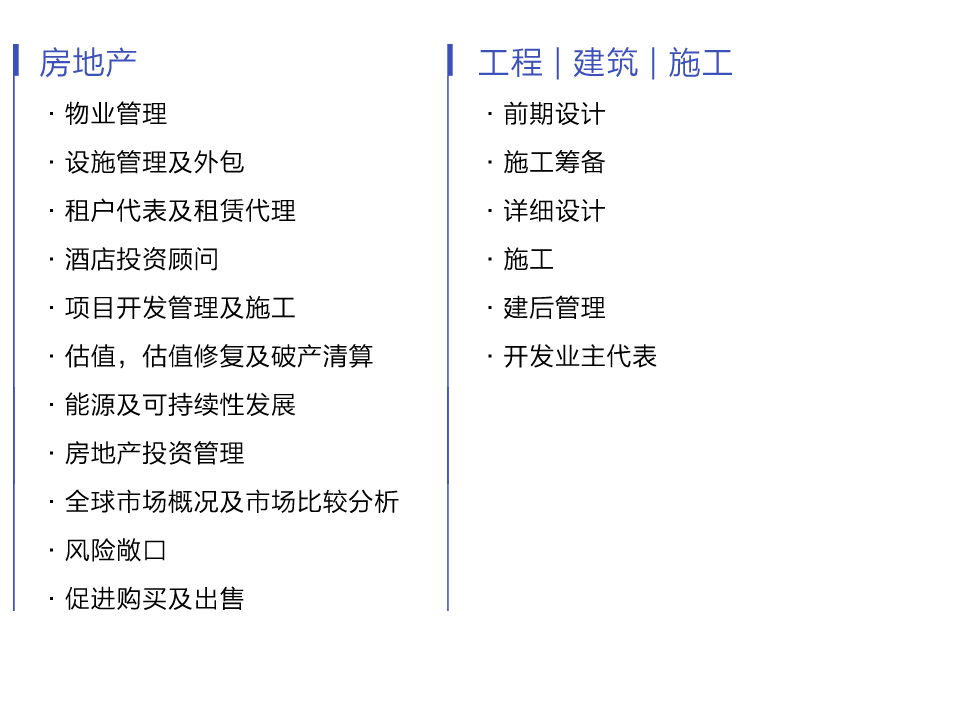 房地产
· 物业管理
· 设施管理及外包
· 租户代表及租赁代理
· 酒店投资顾问
· 项目开发管理及施工
· 估值，估值修复及破产清算
· 能源及可持续性发展
· 房地产投资管理
· 全球市场概况及市场比较分析
· 风险敞口
· 促进购买及出售
工程 | 建筑 | 施工
· 前期设计
· 施工筹备
· 详细设计
· 施工
· 建后管理
· 开发业主代表